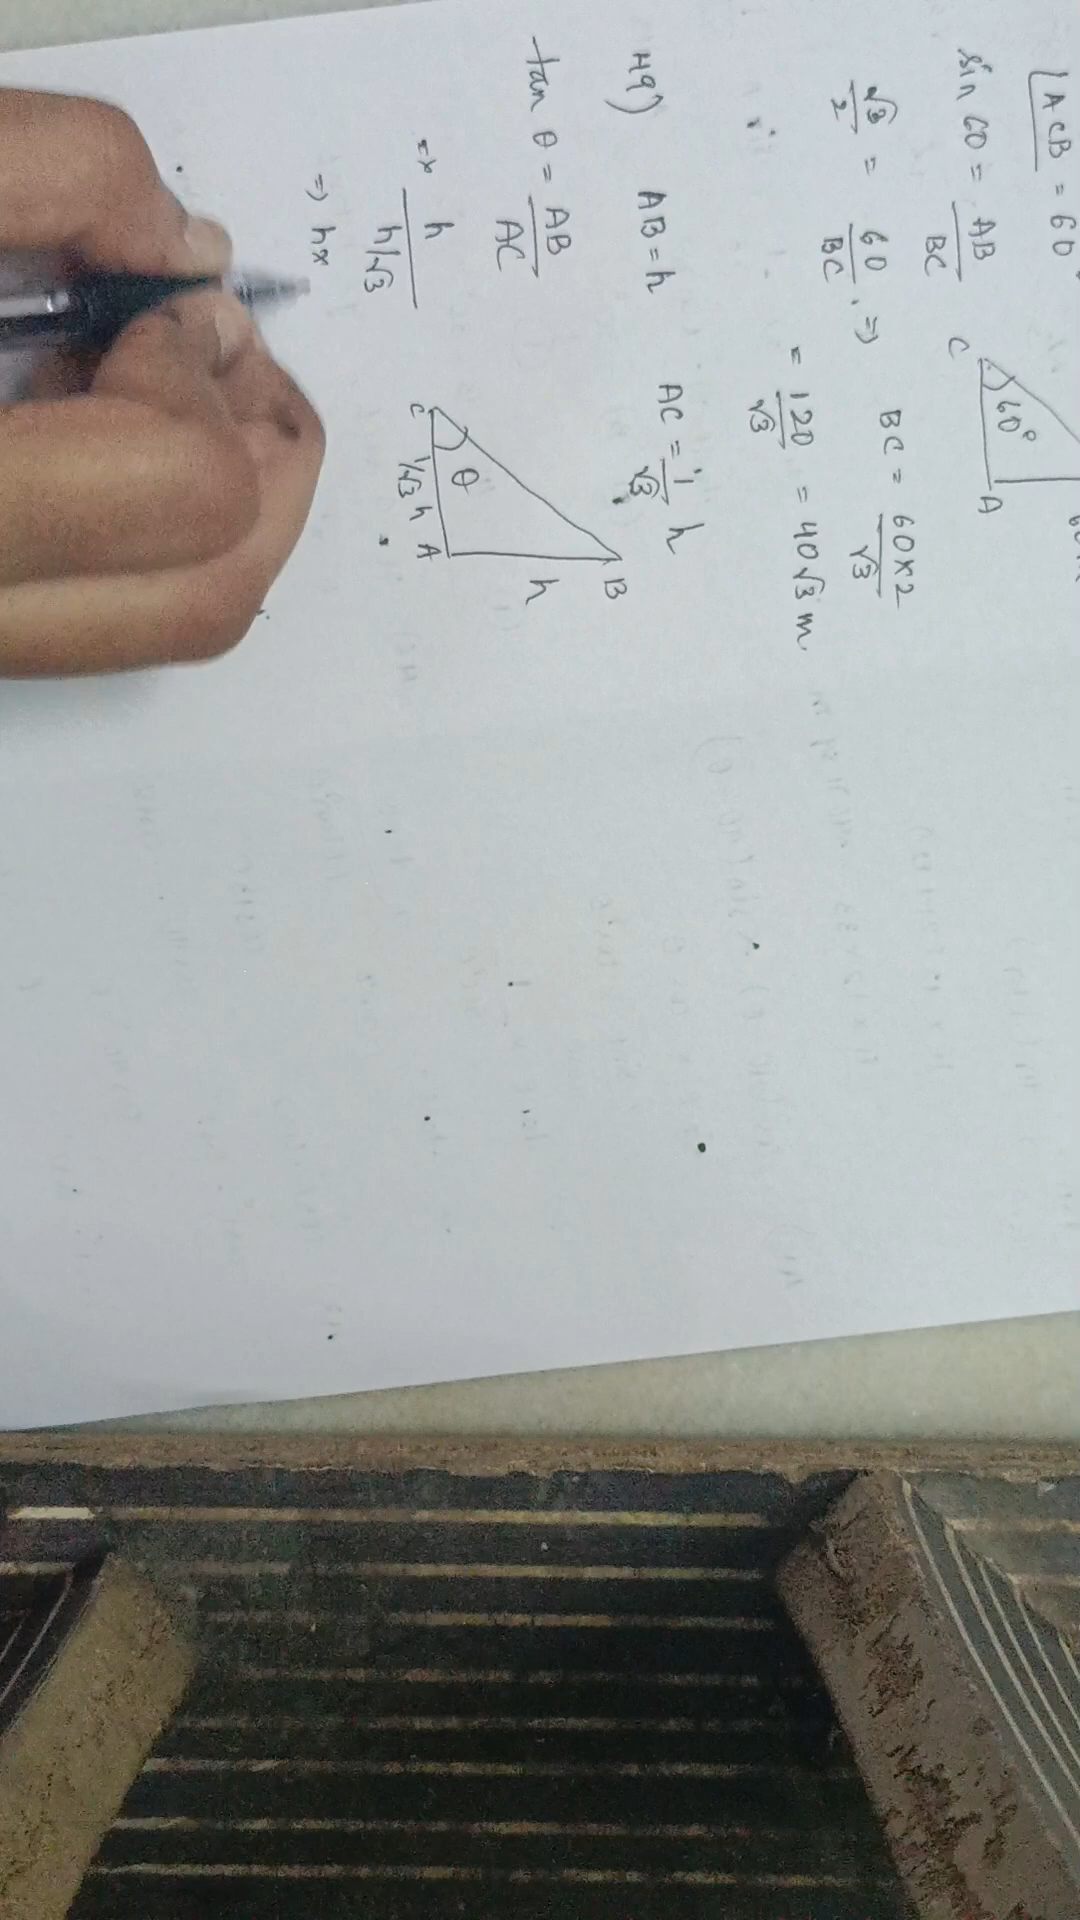 ∠ACB = 60°
sin 60 = AB/BC
C 60° A
√3/2 = 60/BC ⇒ BC = 60×2/√3
= 120/√3 = 40√3 m
49) AB = h AC = 1/√3 h
tan θ = AB/AC
B
h
C θ 1/√3 h A
⇒ h/h/√3
⇒ h×